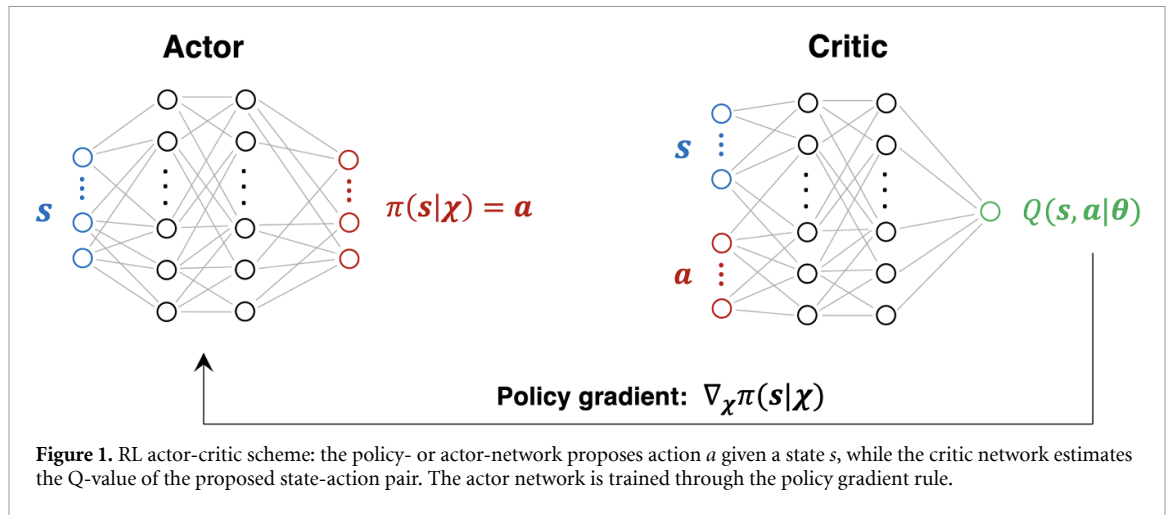 Actor
Critic
s
π(s|χ) = a
s
a
Q(s, a|θ)
Policy gradient: ∇χπ(s|χ)
Figure 1. RL actor-critic scheme: the policy- or actor-network proposes action a given a state s, while the critic network estimates
the Q-value of the proposed state-action pair. The actor network is trained through the policy gradient rule.